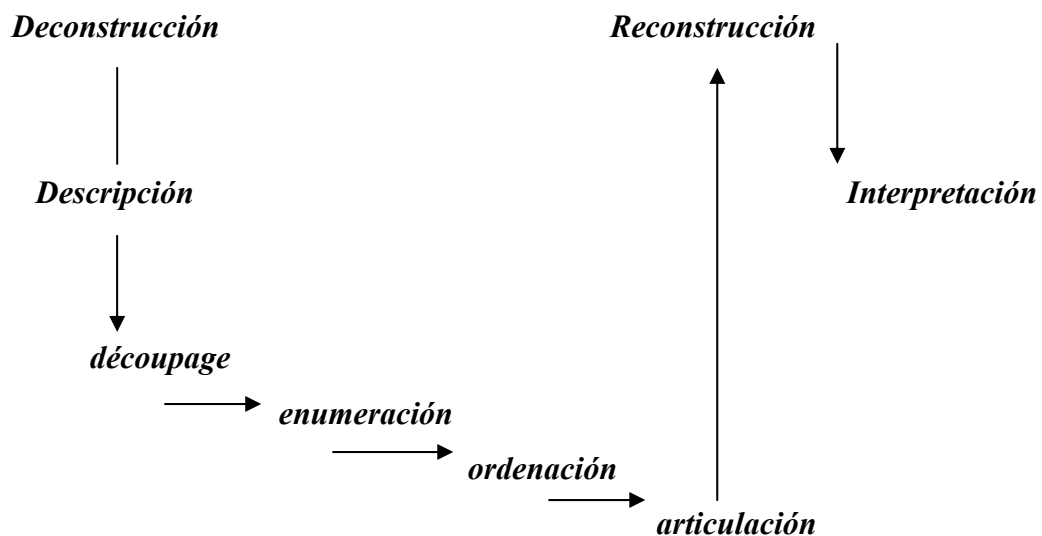 Deconstrucción
Reconstrucción
Descripción
Interpretación
découpage
enumeración
ordenación
articulación